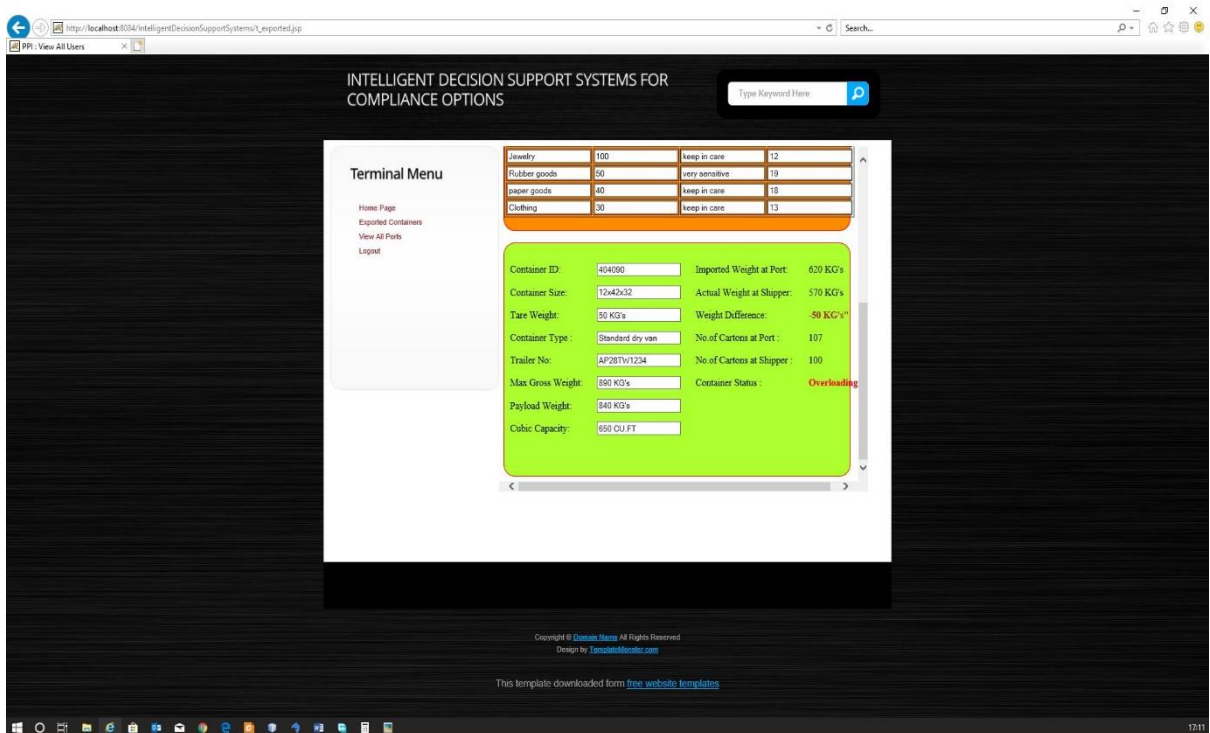 http://localhost:8084/IntelligentDecisionSupportSystems/t_exported.jsp
Search...
PPI : View All Users
INTELLIGENT DECISION SUPPORT SYSTEMS FOR
COMPLIANCE OPTIONS
Type Keyword Here
Terminal Menu
Home Page
Exported Containers
View All Ports
Logout
Jewelry 100 keep in care 12
Rubber goods 50 very sensitive 19
paper goods 40 keep in care 18
Clothing 30 keep in care 13
Container ID: 404090 Imported Weight at Port: 620 KG's
Container Size: 12x42x32 Actual Weight at Shipper: 570 KG's
Tare Weight: 50 KG's Weight Difference: -50 KG's"
Container Type : Standard dry van No.of Cartons at Port : 107
Trailer No: AP28TW1234 No.of Cartons at Shipper : 100
Max Gross Weight: 890 KG's Container Status : Overloading
Payload Weight: 840 KG's
Cubic Capacity: 650 CU.FT
Copyright © Domain Name All Rights Reserved
Design by TemplateMonster.com
This template downloaded form free website templates
17:11